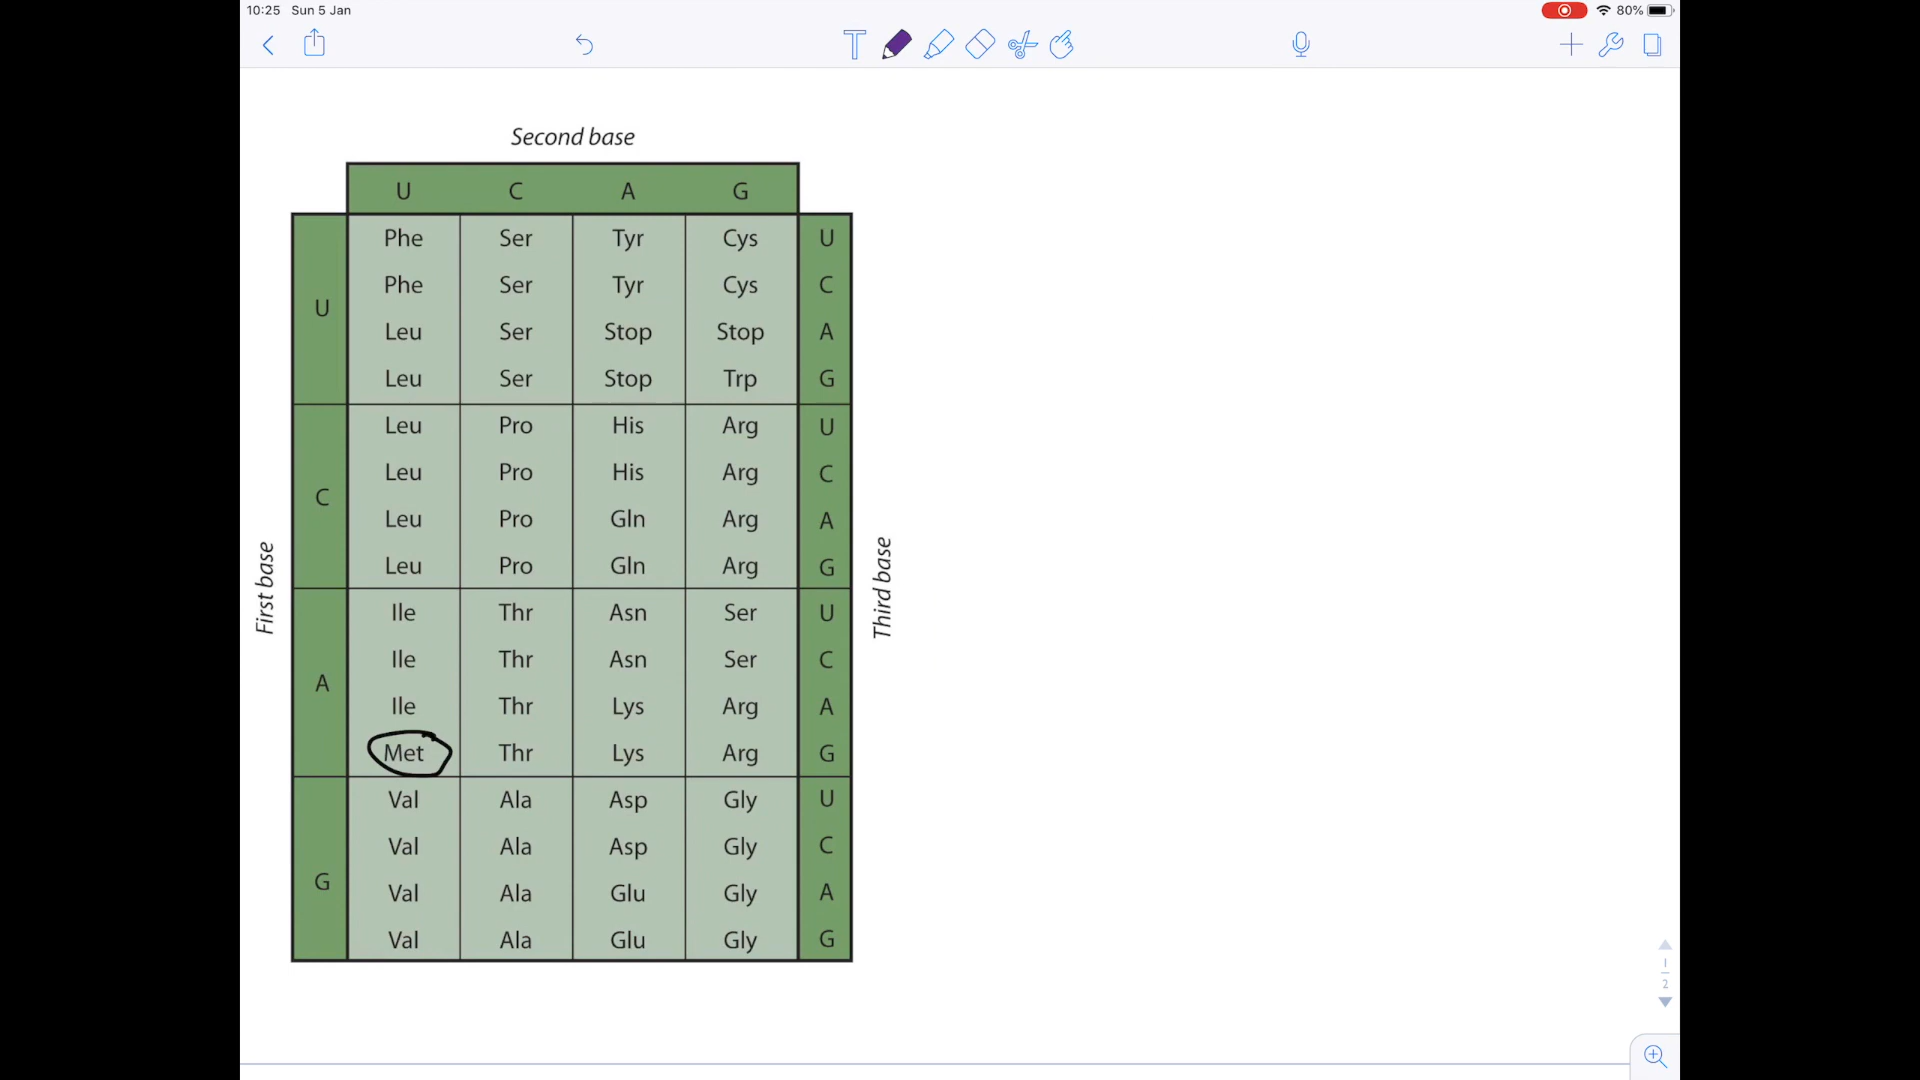 10:25 Sun 5 Jan 80%
T
Second base
U C A G
Phe Ser Tyr Cys U
Phe Ser Tyr Cys C
U
Leu Ser Stop Stop A
Leu Ser Stop Trp G
Leu Pro His Arg U
Leu Pro His Arg C
C
Leu Pro Gln Arg A
Leu Pro Gln Arg G
First base
Third base
Ile Thr Asn Ser U
Ile Thr Asn Ser C
A
Ile Thr Lys Arg A
Met Thr Lys Arg G
Val Ala Asp Gly U
Val Ala Asp Gly C
G
Val Ala Glu Gly A
Val Ala Glu Gly G
1
2